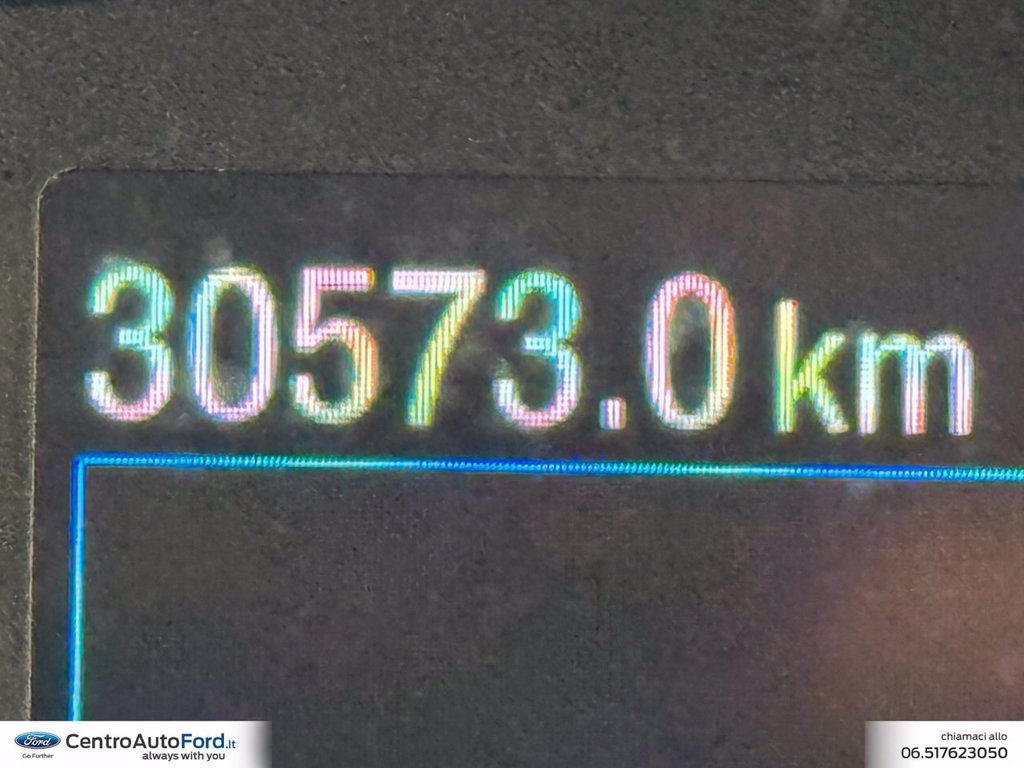 30573.0 km
Ford
Go Further
CentroAutoFord.it
always with you
chiamaci allo
06.517623050